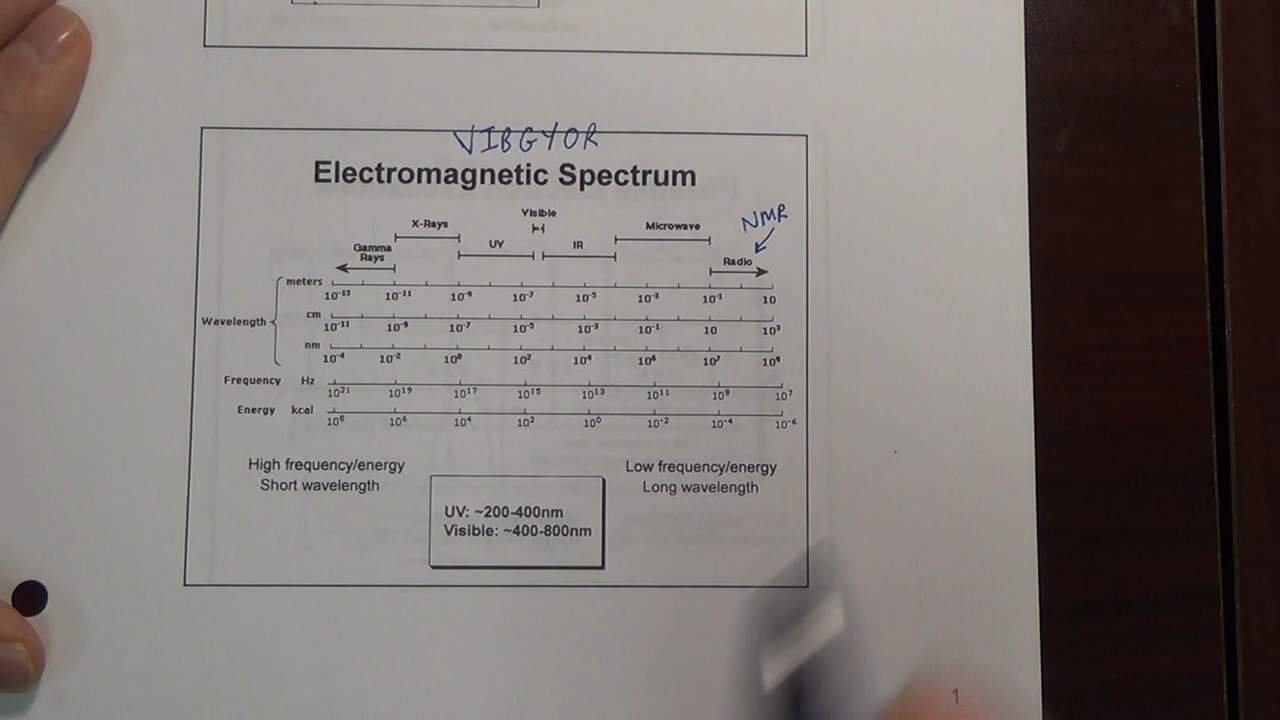 VIBGYOR
Electromagnetic Spectrum
Visible
NMR
X-Rays
Microwave
UV
IR
Gamma
Rays
Radio
meters
10⁻¹³ 10⁻¹¹ 10⁻⁹ 10⁻⁷ 10⁻⁵ 10⁻³ 10⁻¹ 10
cm
10⁻¹¹ 10⁻⁹ 10⁻⁷ 10⁻⁵ 10⁻³ 10⁻¹ 10 10³
Wavelength
nm
10⁻⁴ 10⁻² 10⁰ 10² 10⁴ 10⁶ 10⁷ 10⁹
Frequency Hz
10²¹ 10¹⁹ 10¹⁷ 10¹⁵ 10¹³ 10¹¹ 10⁹ 10⁷
Energy kcal
10⁸ 10⁶ 10⁴ 10² 10⁰ 10⁻² 10⁻⁴ 10⁻⁶
High frequency/energy
Short wavelength
Low frequency/energy
Long wavelength
UV: ~200-400nm
Visible: ~400-800nm
1